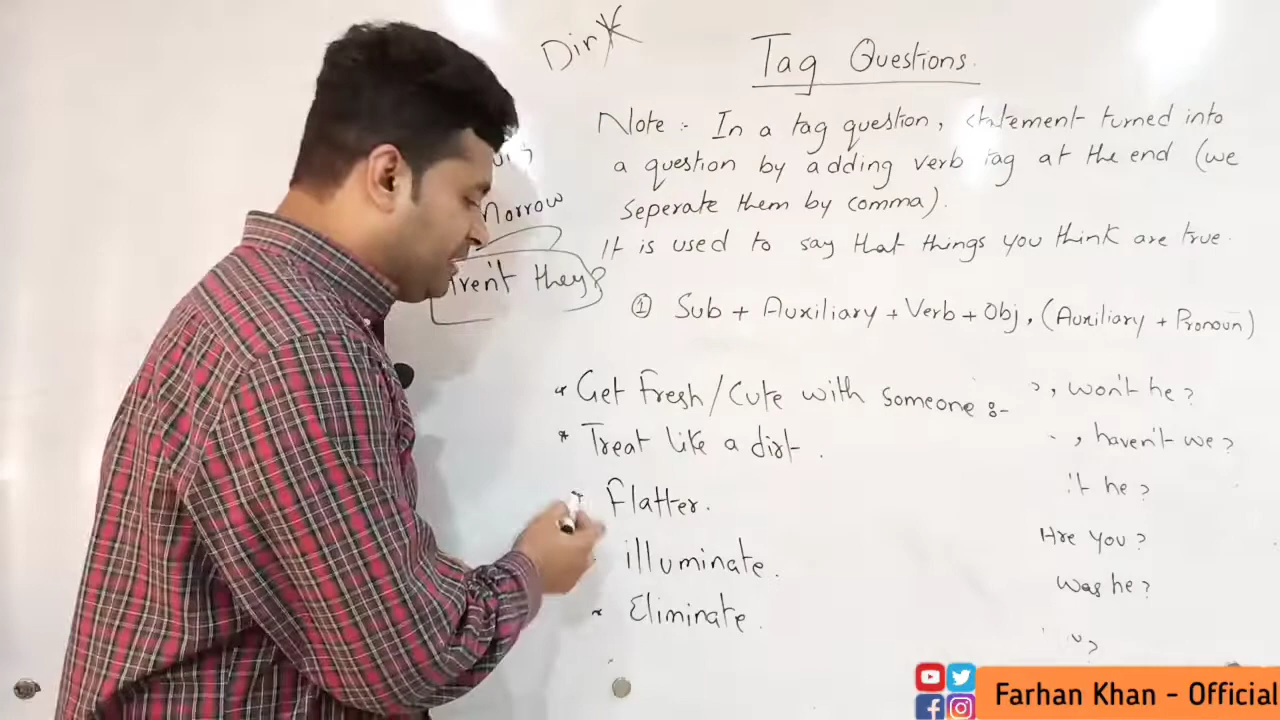 Dirk
Tag Questions.
Note :- In a tag question, statement turned into
a question by adding verb tag at the end (we
seperate them by comma).
It is used to say that things you think are true.
Morrow
Aren't they?
① Sub + Auxiliary + Verb + Obj, (Auxiliary + Pronoun)
* Get Fresh/Cute with someone :-
, won't he?
* Treat like a dirt.
, haven't we?
* Flatter.
't he?
illuminate.
Are you?
* Eliminate.
was he?
Farhan Khan - Official